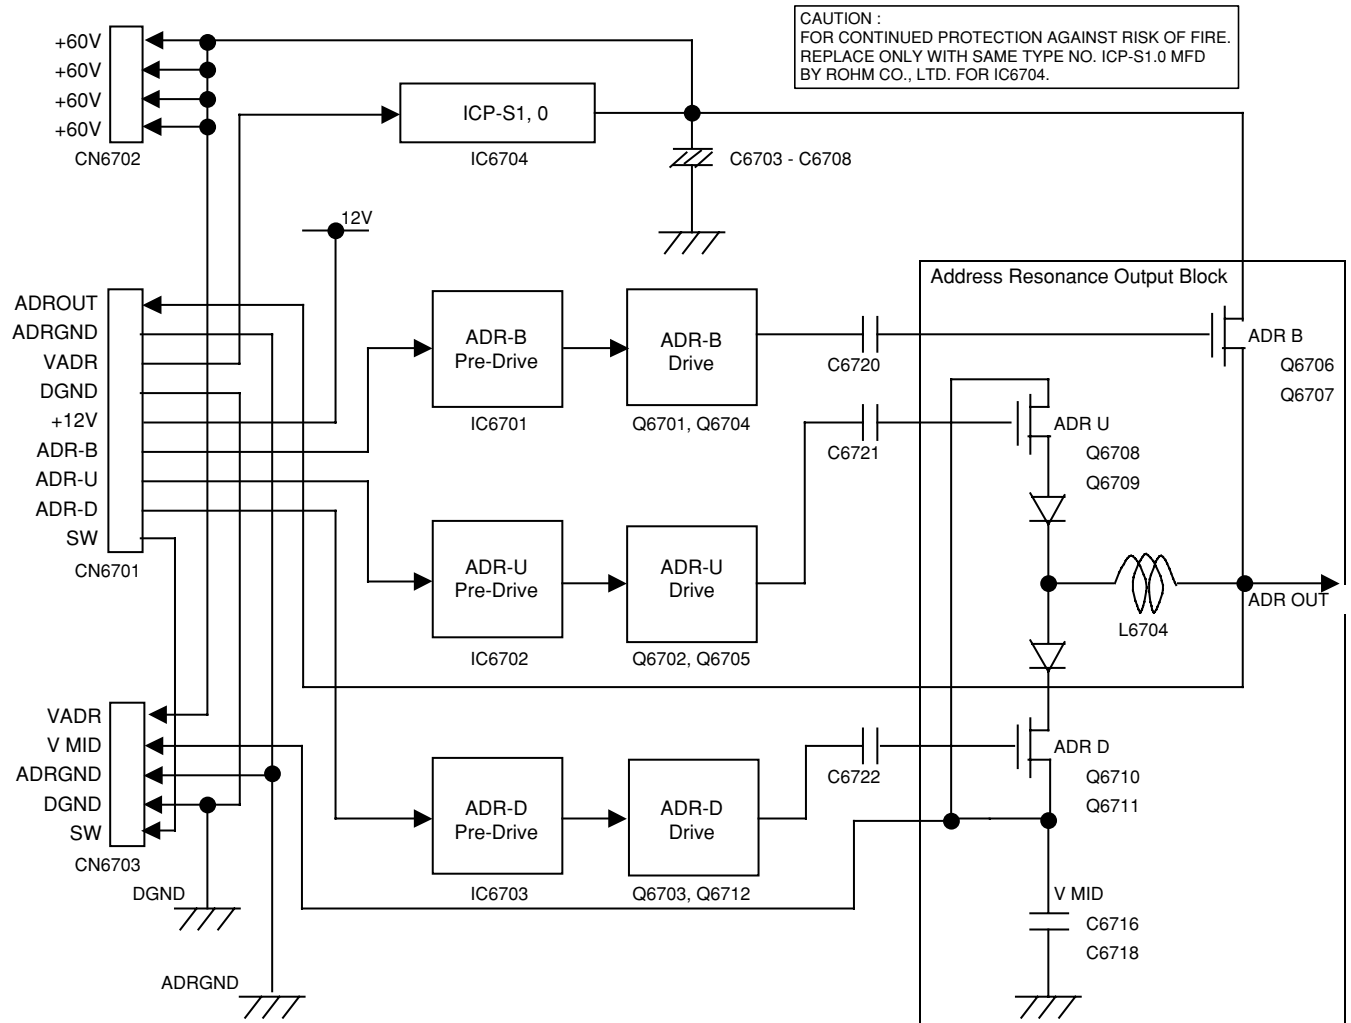 CAUTION :
FOR CONTINUED PROTECTION AGAINST RISK OF FIRE.
REPLACE ONLY WITH SAME TYPE NO. ICP-S1.0 MFD
BY ROHM CO., LTD. FOR IC6704.
+60V
+60V
+60V
+60V
CN6702
ICP-S1, 0
IC6704
C6703 - C6708
12V
Address Resonance Output Block
ADROUT
ADRGND
VADR
DGND
+12V
ADR-B
ADR-U
ADR-D
SW
CN6701
ADR-B
Pre-Drive
IC6701
ADR-B
Drive
Q6701, Q6704
C6720
ADR B
Q6706
Q6707
C6721
ADR U
Q6708
Q6709
ADR-U
Pre-Drive
IC6702
ADR-U
Drive
Q6702, Q6705
L6704
ADR OUT
VADR
V MID
ADRGND
DGND
SW
CN6703
ADR-D
Pre-Drive
IC6703
ADR-D
Drive
Q6703, Q6712
C6722
ADR D
Q6710
Q6711
DGND
V MID
C6716
C6718
ADRGND